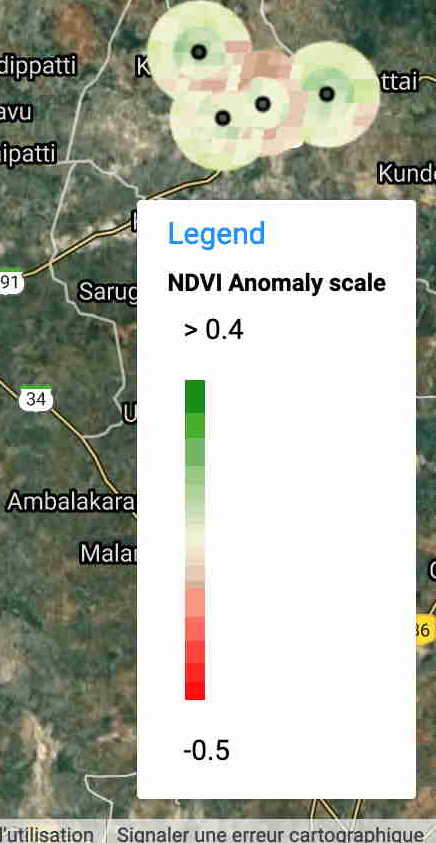 dippatti
K
ttai
avu
ipatti
Kund
Legend
91
NDVI Anomaly scale
Sarug
> 0.4
34
U
Ambalakara
Malar
36
-0.5
l'utilisation Signaler une erreur cartographique